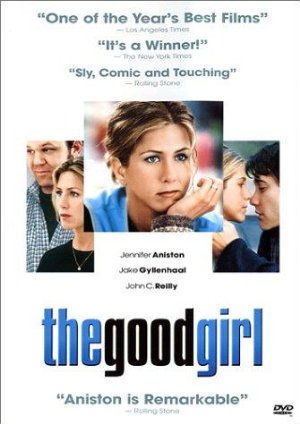 "One of the Year's Best Films"
— Los Angeles Times
"It's a Winner!"
— The New York Times
"Sly, Comic and Touching"
— Rolling Stone
Jennifer Aniston
Jake Gyllenhaal
John C. Reilly
thegoodgirl
"Aniston is Remarkable"
— Rolling Stone
DVD